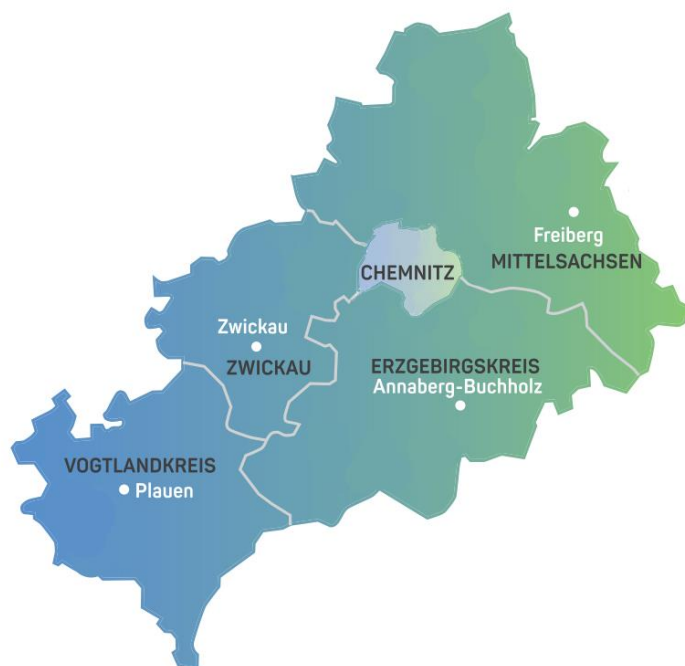 Freiberg
MITTELSACHSEN
CHEMNITZ
Zwickau
ZWICKAU
ERZGEBIRGSKREIS
Annaberg-Buchholz
VOGTLANDKREIS
Plauen